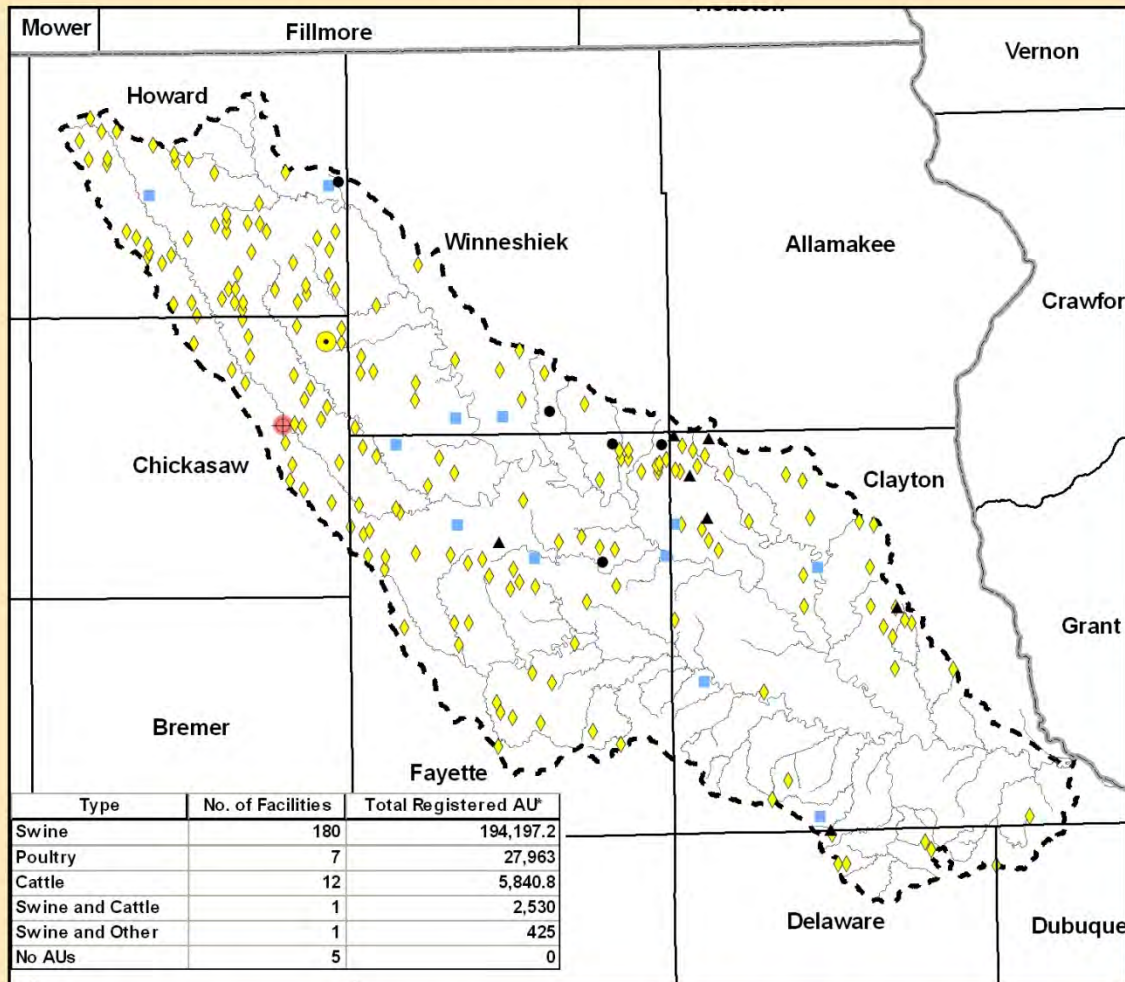 Houston
Mower
Fillmore
Vernon
Howard
Winneshiek
Allamakee
Crawfor
Chickasaw
Clayton
Grant
Bremer
Fayette
Delaware
Dubuque
Type No. of Facilities Total Registered AU*
Swine 180 194,197.2
Poultry 7 27,963
Cattle 12 5,840.8
Swine and Cattle 1 2,530
Swine and Other 1 425
No AUs 5 0